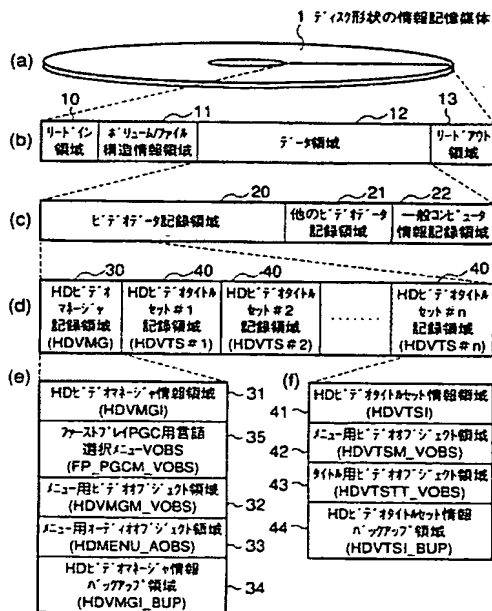 1 ディスク形状の情報記憶媒体
(a)
10
11
12
13
(b)
リードイン
領域
ボリューム/ファイル
構造情報領域
データ領域
リードアウト
領域
20
21
22
(c)
ビデオデータ記録領域
他のビデオデータ
記録領域
一般コンピュータ
情報記録領域
30
40
40
40
(d)
HDビデオ
マネージャ
記録領域
(HDVMG)
HDビデオタイトル
セット#1
記録領域
(HDVTS#1)
HDビデオタイトル
セット#2
記録領域
(HDVTS#2)
………
HDビデオタイトル
セット#n
記録領域
(HDVTS#n)
(e)
HDビデオマネージャ情報領域
(HDVMGI)
31
ファーストプレイPGC用言語
選択メニューVOBS
(FP_PGCM_VOBS)
35
メニュー用ビデオオブジェクト領域
(HDVMGM_VOBS)
32
メニュー用オーディオオブジェクト領域
(HDMENU_AOBS)
33
HDビデオマネージャ情報
バックアップ領域
(HDVMGI_BUP)
34
(f)
41
HDビデオタイトルセット情報領域
(HDVTSI)
42
メニュー用ビデオオブジェクト領域
(HDVTSM_VOBS)
43
タイトル用ビデオオブジェクト領域
(HDVTSTT_VOBS)
44
HDビデオタイトルセット情報
バックアップ領域
(HDVTSI_BUP)